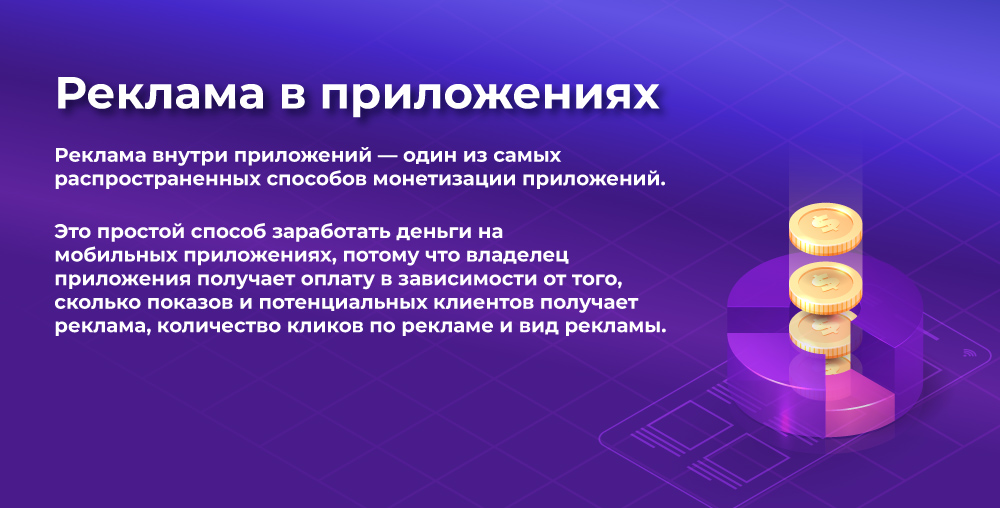 Реклама в приложениях
Реклама внутри приложений — один из самых
распространенных способов монетизации приложений.
Это простой способ заработать деньги на
мобильных приложениях, потому что владелец
приложения получает оплату в зависимости от того,
сколько показов и потенциальных клиентов получает
реклама, количество кликов по рекламе и вид рекламы.